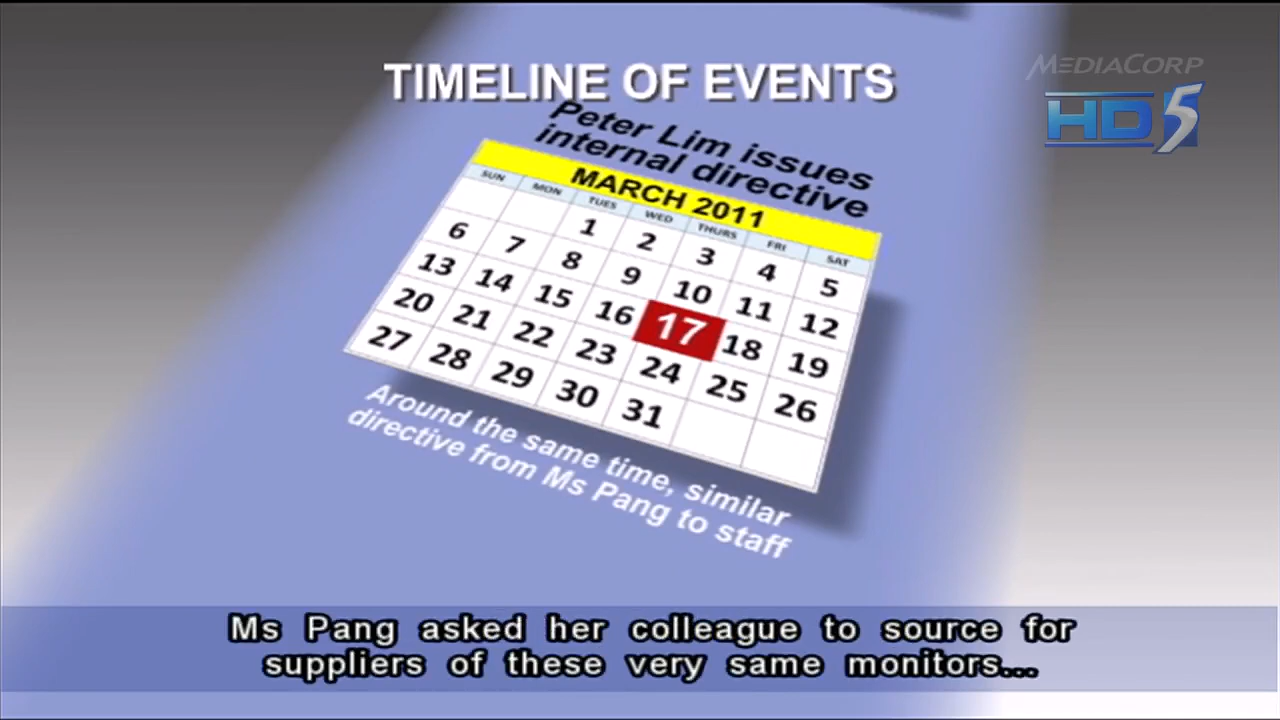 TIMELINE OF EVENTS
MEDIACORP
HD5
Peter Lim issues
internal directive
MARCH 2011
SUN MON TUES WED THURS FRI SAT
1 2 3 4 5
6 7 8 9 10 11 12
13 14 15 16 17 18 19
20 21 22 23 24 25 26
27 28 29 30 31
Around the same time, similar
directive from Ms Pang to staff
Ms Pang asked her colleague to source for
suppliers of these very same monitors...